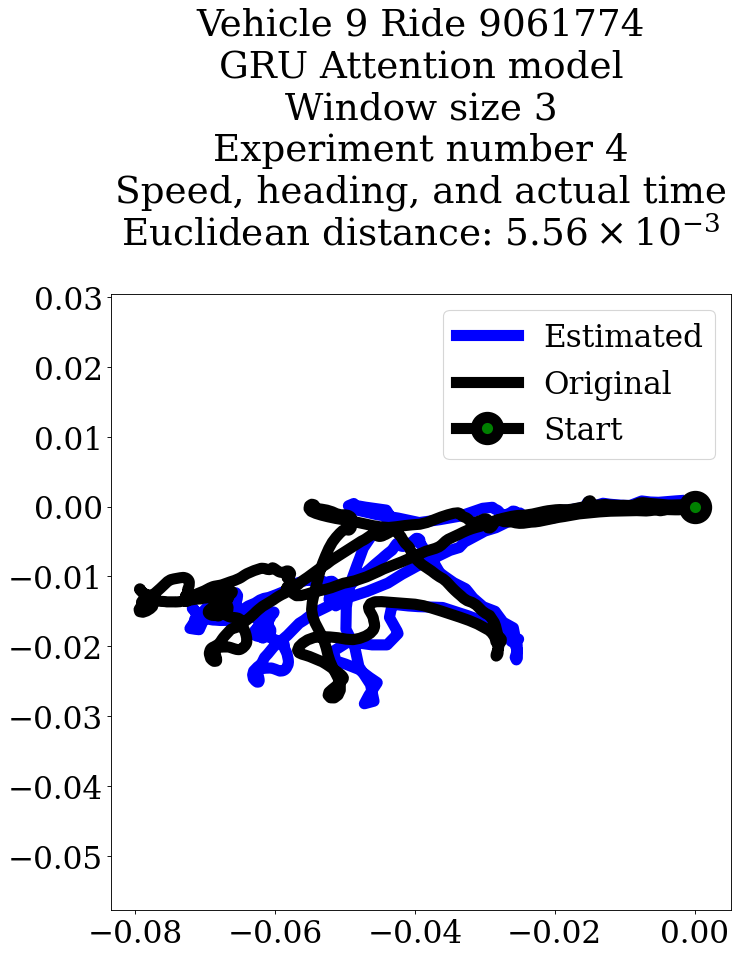 Vehicle 9 Ride 9061774
GRU Attention model
Window size 3
Experiment number 4
Speed, heading, and actual time
Euclidean distance: 5.56 × 10⁻³
0.03
Estimated
0.02
Original
0.01
Start
0.00
−0.01
−0.02
−0.03
−0.04
−0.05
−0.08 −0.06 −0.04 −0.02 0.00